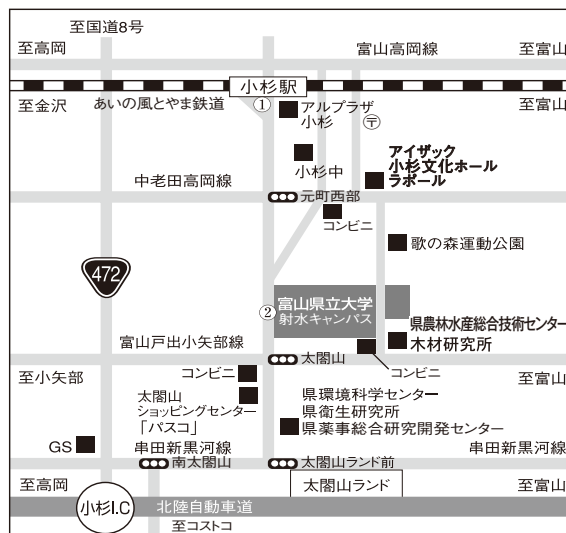 至国道8号
至高岡
富山高岡線
至富山
小杉駅
至金沢
あいの風とやま鉄道
①
アルプラザ
小杉
〒
至富山
小杉中
アイザック
小杉文化ホール
ラポール
中老田高岡線
元町西部
コンビニ
歌の森運動公園
472
②
富山県立大学
射水キャンパス
県農林水産総合技術センター
木材研究所
富山戸出小矢部線
太閤山
コンビニ
至小矢部
コンビニ
至富山
太閤山
ショッピングセンター
「パスコ」
県環境科学センター
県衛生研究所
県薬事総合研究開発センター
GS
串田新黒河線
串田新黒河線
南太閤山
太閤山ランド前
至高岡
太閤山ランド
至富山
小杉I.C
北陸自動車道
至コストコ